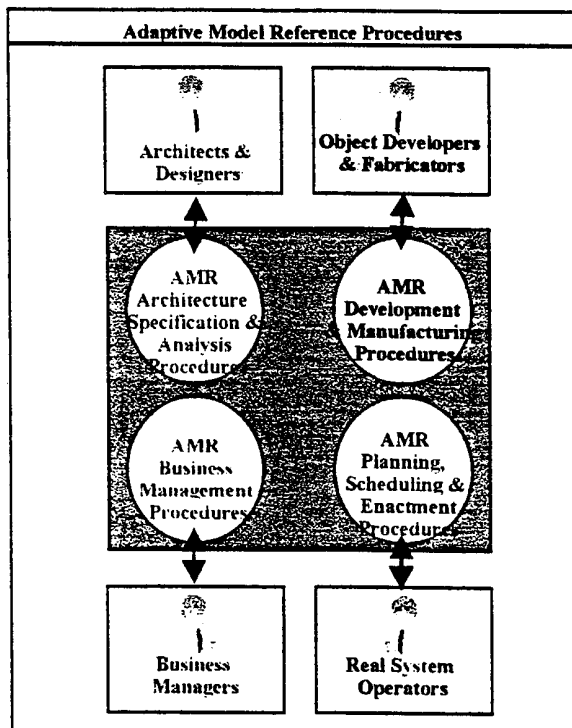 Adaptive Model Reference Procedures
Architects &
Designers
Object Developers
& Fabricators
AMR
Architecture
Specification &
Analysis
Procedures
AMR
Development
& Manufacturing
Procedures
AMR
Business
Management
Procedures
AMR
Planning,
Scheduling &
Enactment
Procedures
Business
Managers
Real System
Operators